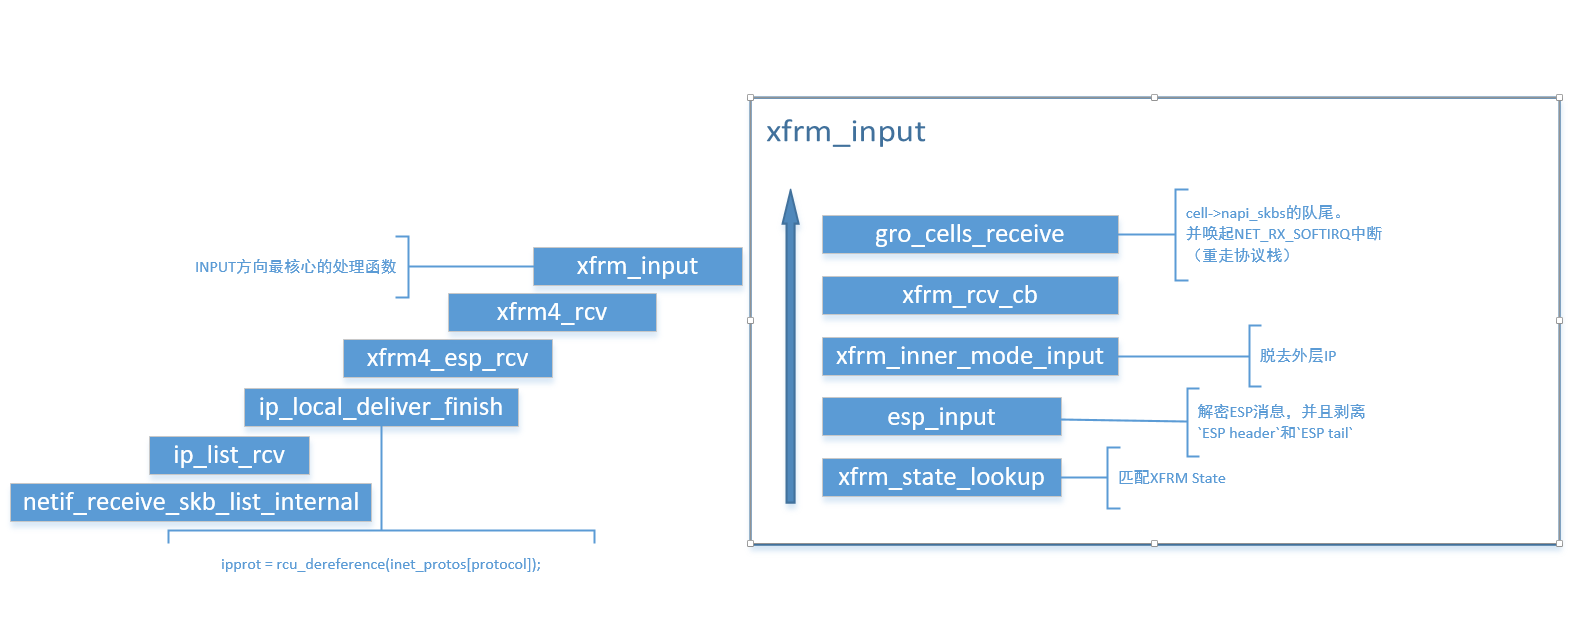 INPUT方向最核心的处理函数
xfrm_input
xfrm4_rcv
xfrm4_esp_rcv
ip_local_deliver_finish
ip_list_rcv
netif_receive_skb_list_internal
ipprot = rcu_dereference(inet_protos[protocol]);
xfrm_input
gro_cells_receive
cell->napi_skbs的队尾。
并唤起NET_RX_SOFTIRQ中断
（重走协议栈）
xfrm_rcv_cb
xfrm_inner_mode_input
脱去外层IP
esp_input
解密ESP消息，并且剥离
`ESP header`和`ESP tail`
xfrm_state_lookup
匹配XFRM State